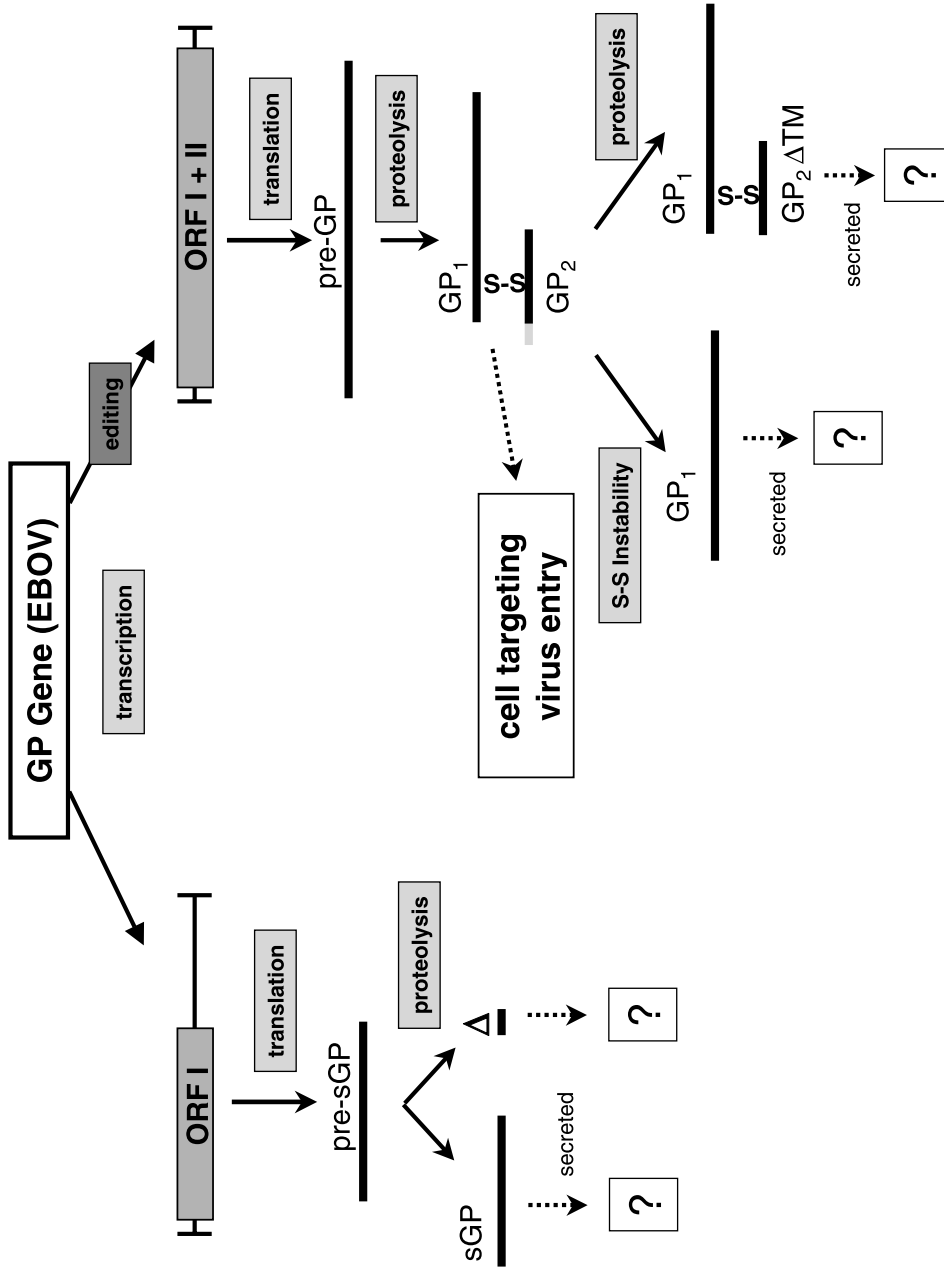 GP Gene (EBOV)
transcription
editing
ORF I
ORF I + II
translation
translation
pre-sGP
pre-GP
proteolysis
proteolysis
sGP
Δ
secreted
?
?
GP1
S-S
GP2
cell targeting
virus entry
S-S Instability
proteolysis
GP1
secreted
?
GP1
S-S
GP2 ΔTM
secreted
?